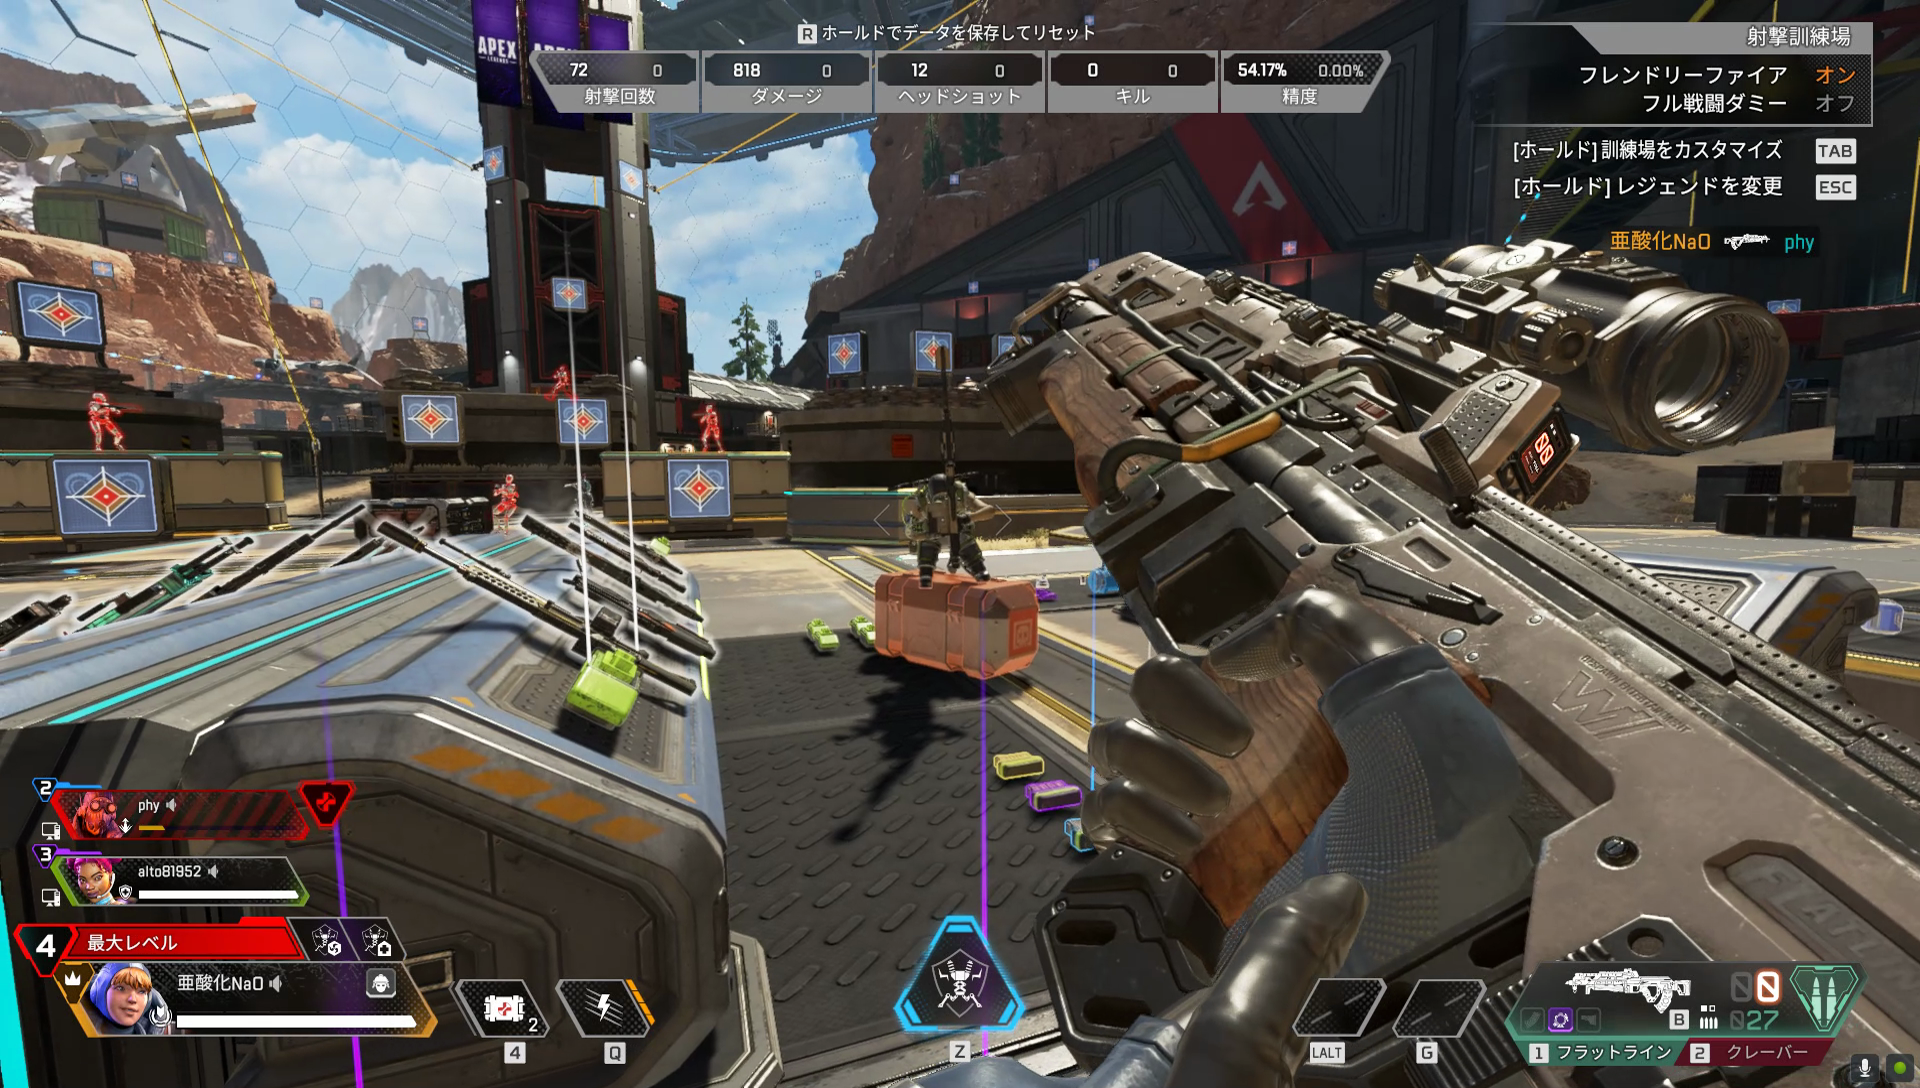 R ホールドでデータを保存してリセット
72 0 818 0 12 0 0 0 54.17% 0.00%
射撃回数 ダメージ ヘッドショット キル 精度
射撃訓練場
フレンドリーファイア オン
フル戦闘ダミー オフ
[ホールド]訓練場をカスタマイズ TAB
[ホールド]レジェンドを変更 ESC
亜酸化NaO phy
APEX
LEGENDS
00
2 phy
3 alto81952
4 最大レベル
亜酸化NaO
2
4 Q Z LALT G
00
B 027
1 フラットライン 2 クレーバー